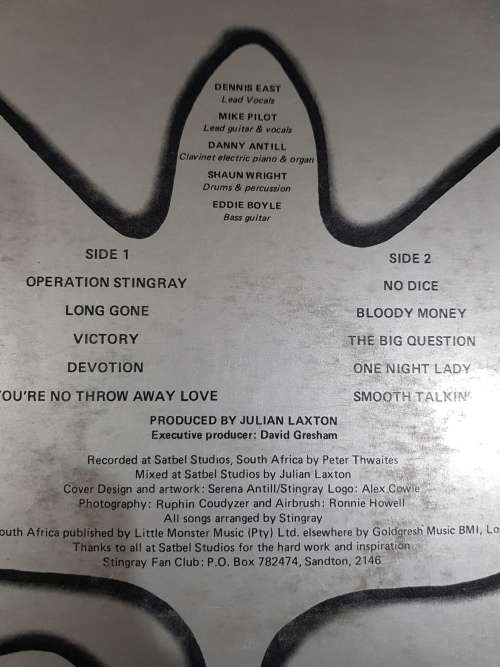 DENNIS EAST
Lead Vocals
MIKE PILOT
Lead guitar & vocals
DANNY ANTILL
Clavinet electric piano & organ
SHAUN WRIGHT
Drums & percussion
EDDIE BOYLE
Bass guitar
SIDE 1
OPERATION STINGRAY
LONG GONE
VICTORY
DEVOTION
YOU'RE NO THROW AWAY LOVE
SIDE 2
NO DICE
BLOODY MONEY
THE BIG QUESTION
ONE NIGHT LADY
SMOOTH TALKIN'
PRODUCED BY JULIAN LAXTON
Executive producer: David Gresham
Recorded at Satbel Studios, South Africa by Peter Thwaites
Mixed at Satbel Studios by Julian Laxton
Cover Design and artwork: Serena Antill/Stingray Logo: Alex Cowie
Photography: Ruphin Coudyzer and Airbrush: Ronnie Howell
All songs arranged by Stingray
outh Africa published by Little Monster Music (Pty) Ltd. elsewhere by Goldgresh Music BMI, Lo
Thanks to all at Satbel Studios for the hard work and inspiration
Stingray Fan Club: P.O. Box 782474, Sandton, 2146